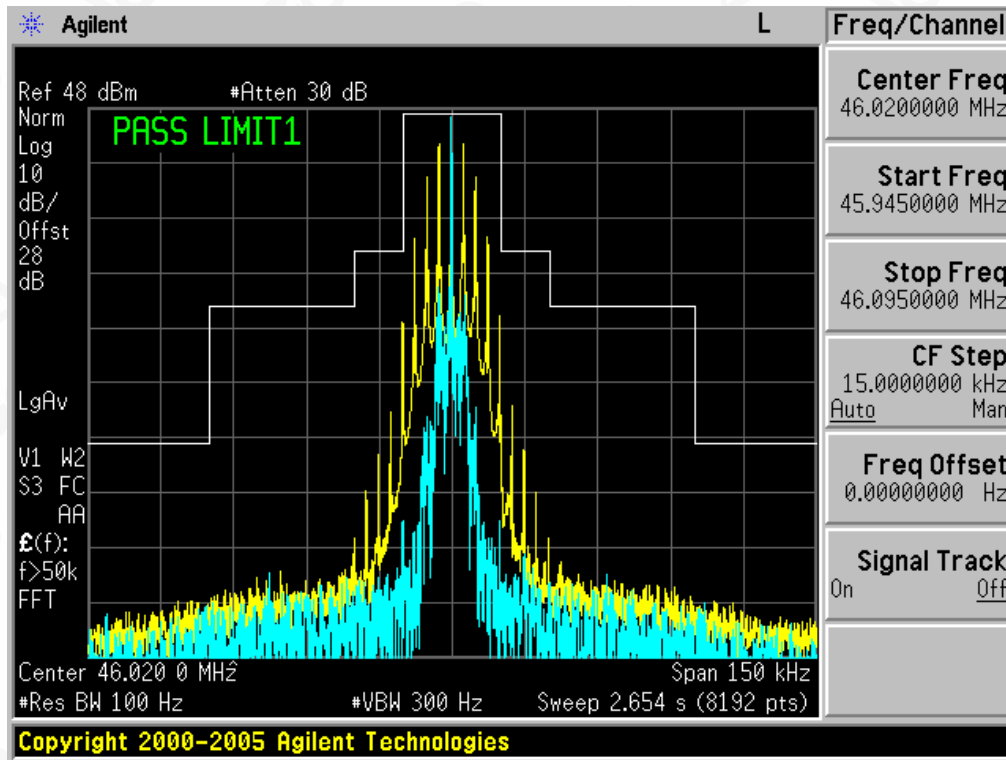 Agilent
L
Freq/Channel
Ref 48 dBm #Atten 30 dB
Norm
Log
10
dB/
Offst
28
dB
PASS LIMIT1
LgAv
V1 W2
S3 FC
AA
£(f):
f>50k
FFT
Center 46.020 0 MHz Span 150 kHz
#Res BW 100 Hz #VBW 300 Hz Sweep 2.654 s (8192 pts)
Copyright 2000-2005 Agilent Technologies
Center Freq
46.0200000 MHz
Start Freq
45.9450000 MHz
Stop Freq
46.0950000 MHz
CF Step
15.0000000 kHz
Auto Man
Freq Offset
0.00000000 Hz
Signal Track
On Off